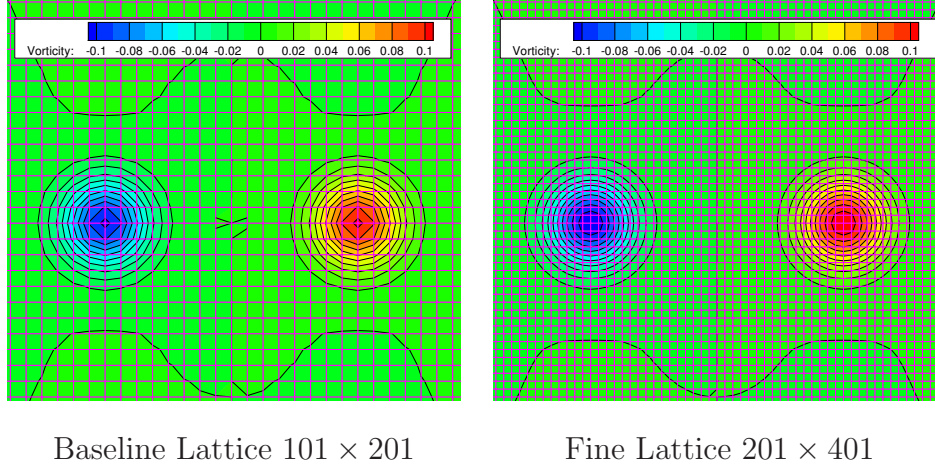 Vorticity: -0.1 -0.08 -0.06 -0.04 -0.02 0 0.02 0.04 0.06 0.08 0.1
Vorticity: -0.1 -0.08 -0.06 -0.04 -0.02 0 0.02 0.04 0.06 0.08 0.1
Baseline Lattice 101 × 201
Fine Lattice 201 × 401